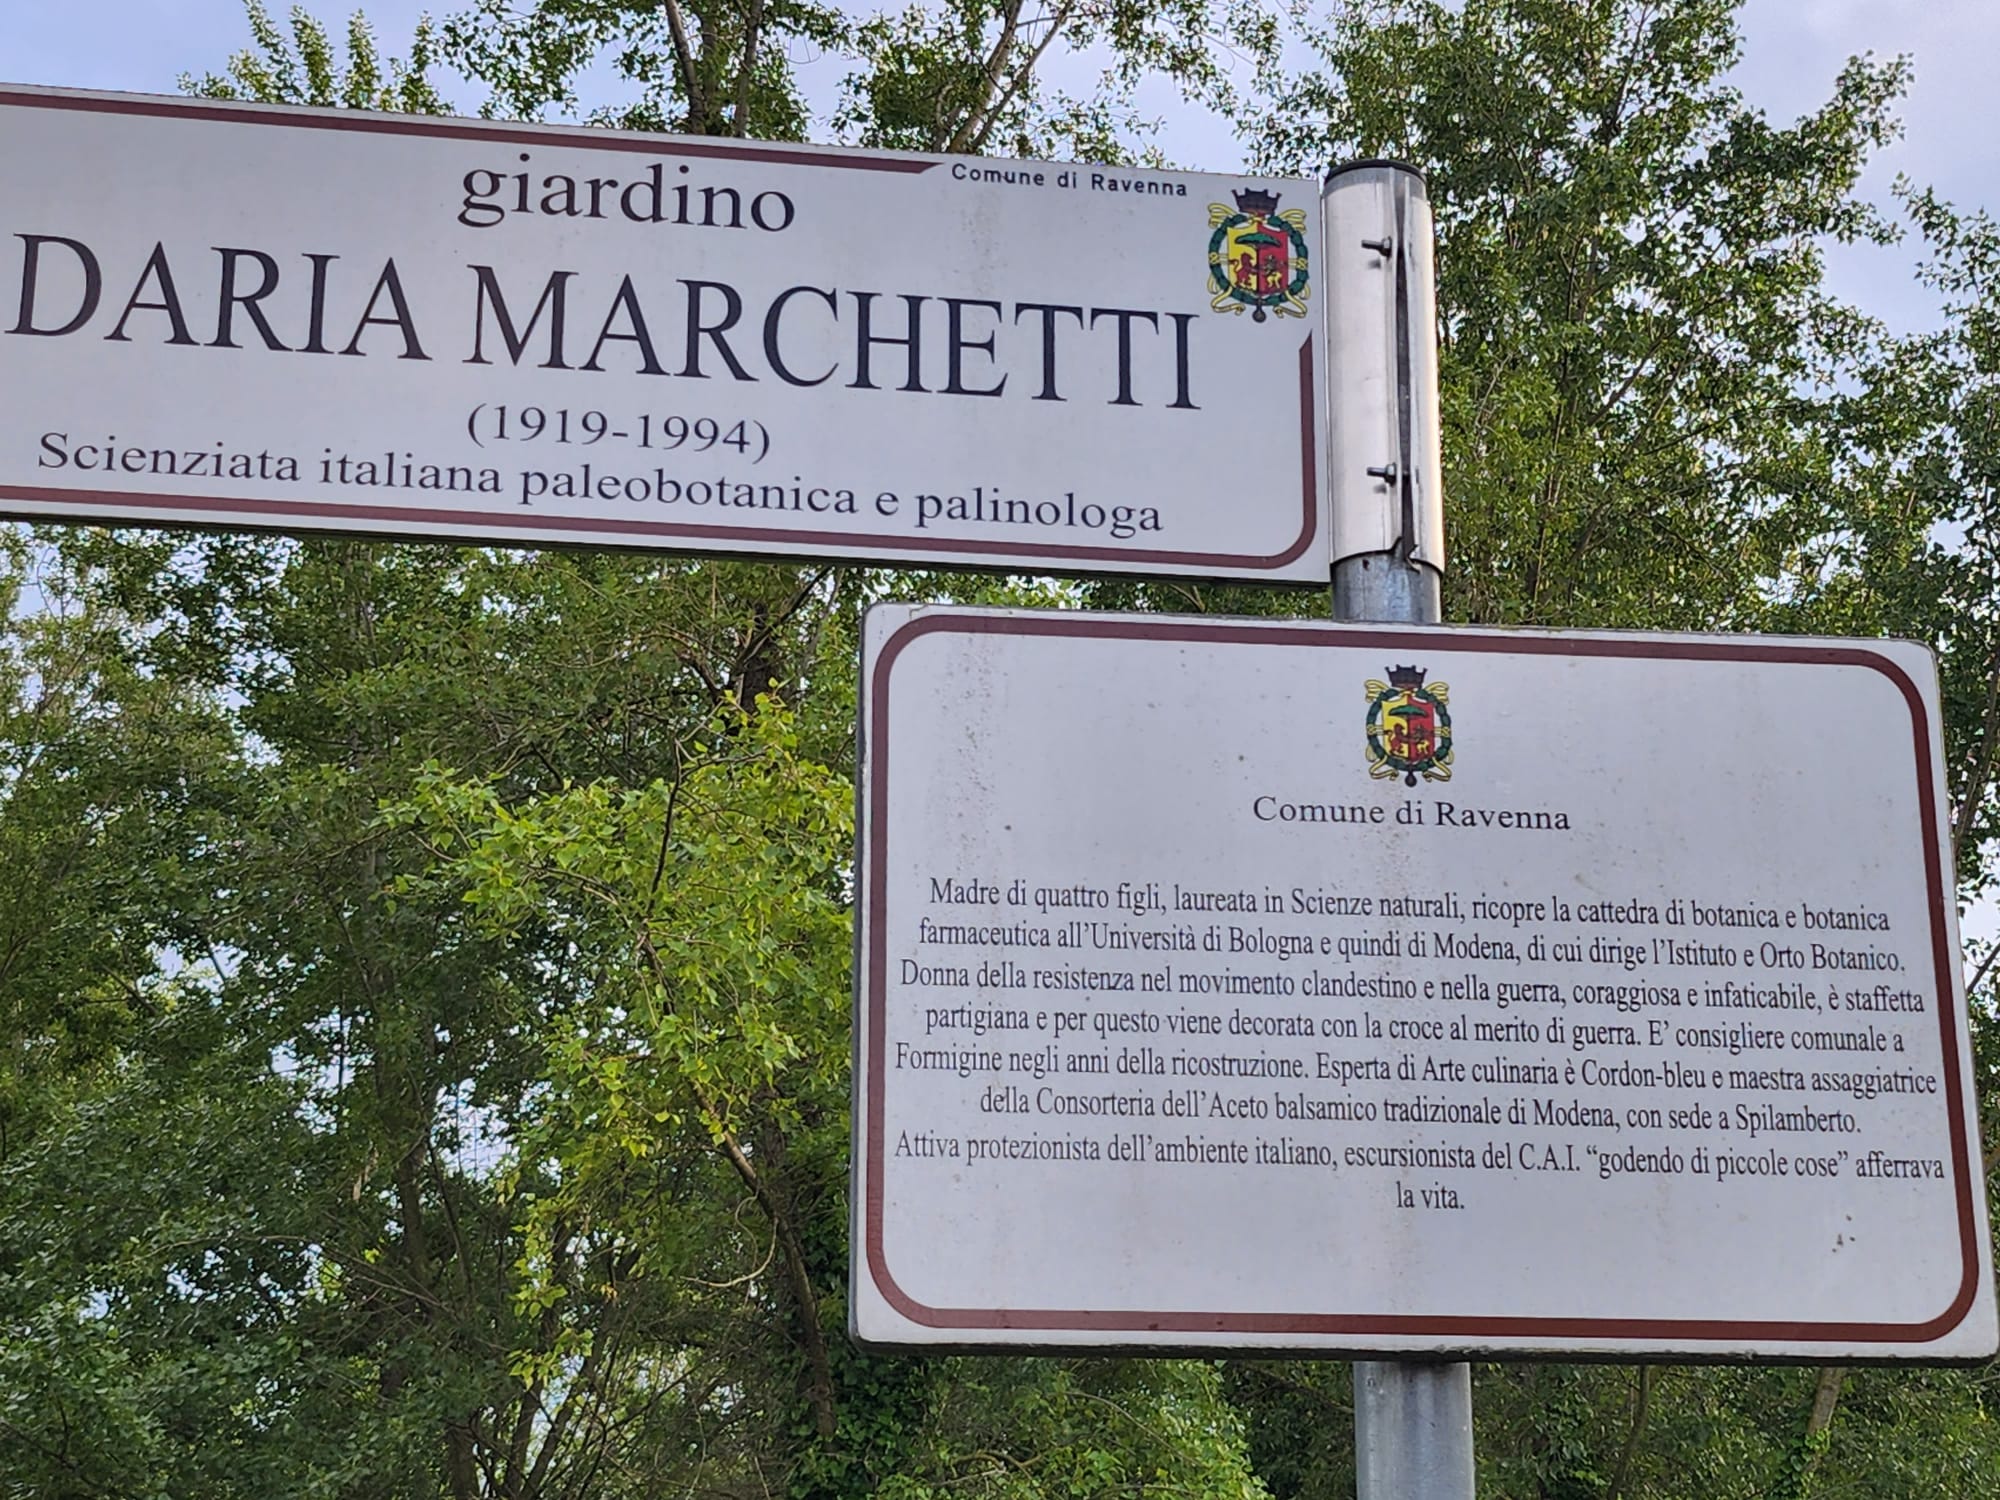 Comune di Ravenna
giardino
DARIA MARCHETTI
(1919-1994)
Scienziata italiana paleobotanica e palinologa
Comune di Ravenna
Madre di quattro figli, laureata in Scienze naturali, ricopre la cattedra di botanica e botanica
farmaceutica all’Università di Bologna e quindi di Modena, di cui dirige l’Istituto e Orto Botanico.
Donna della resistenza nel movimento clandestino e nella guerra, coraggiosa e infaticabile, è staffetta
partigiana e per questo viene decorata con la croce al merito di guerra. E’ consigliere comunale a
Formigine negli anni della ricostruzione. Esperta di Arte culinaria è Cordon-bleu e maestra assaggiatrice
della Consorteria dell’Aceto balsamico tradizionale di Modena, con sede a Spilamberto.
Attiva protezionista dell’ambiente italiano, escursionista del C.A.I. “godendo di piccole cose” afferrava
la vita.